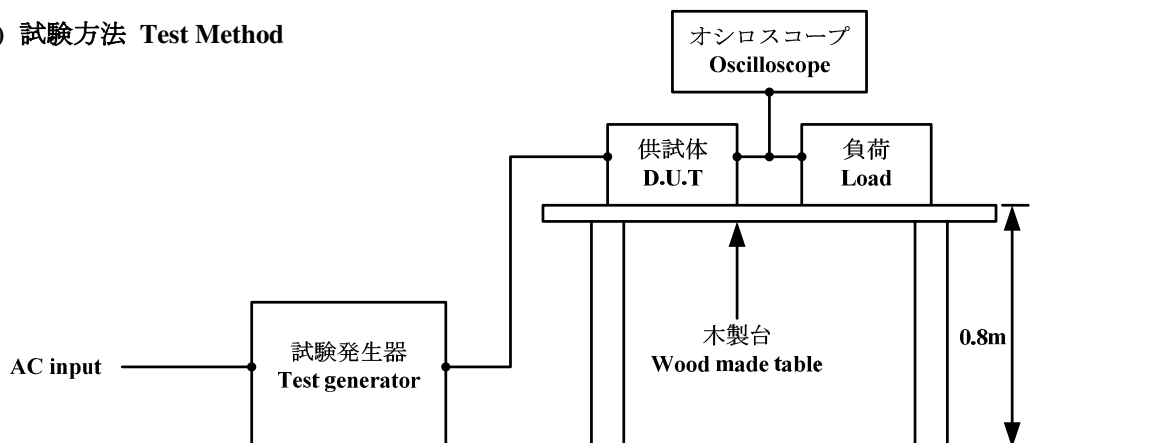 ) 試験方法 Test Method
オシロスコープ
Oscilloscope
供試体
D.U.T
負荷
Load
木製台
Wood made table
0.8m
AC input
試験発生器
Test generator